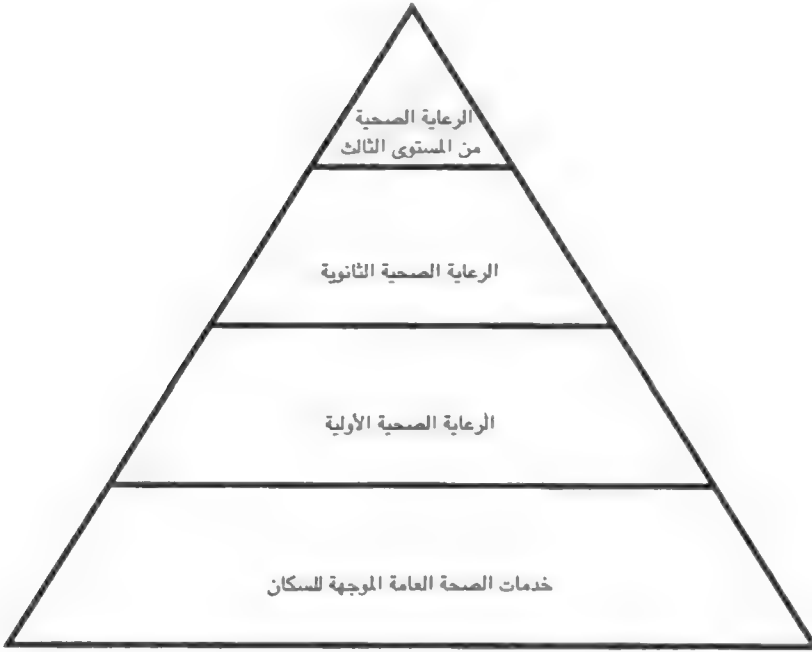 الرعاية الصحية
من المستوى الثالث
الرعاية الصحية الثانوية
الرعاية الصحية الأولية
خدمات الصحة العامة الموجهة للسكان